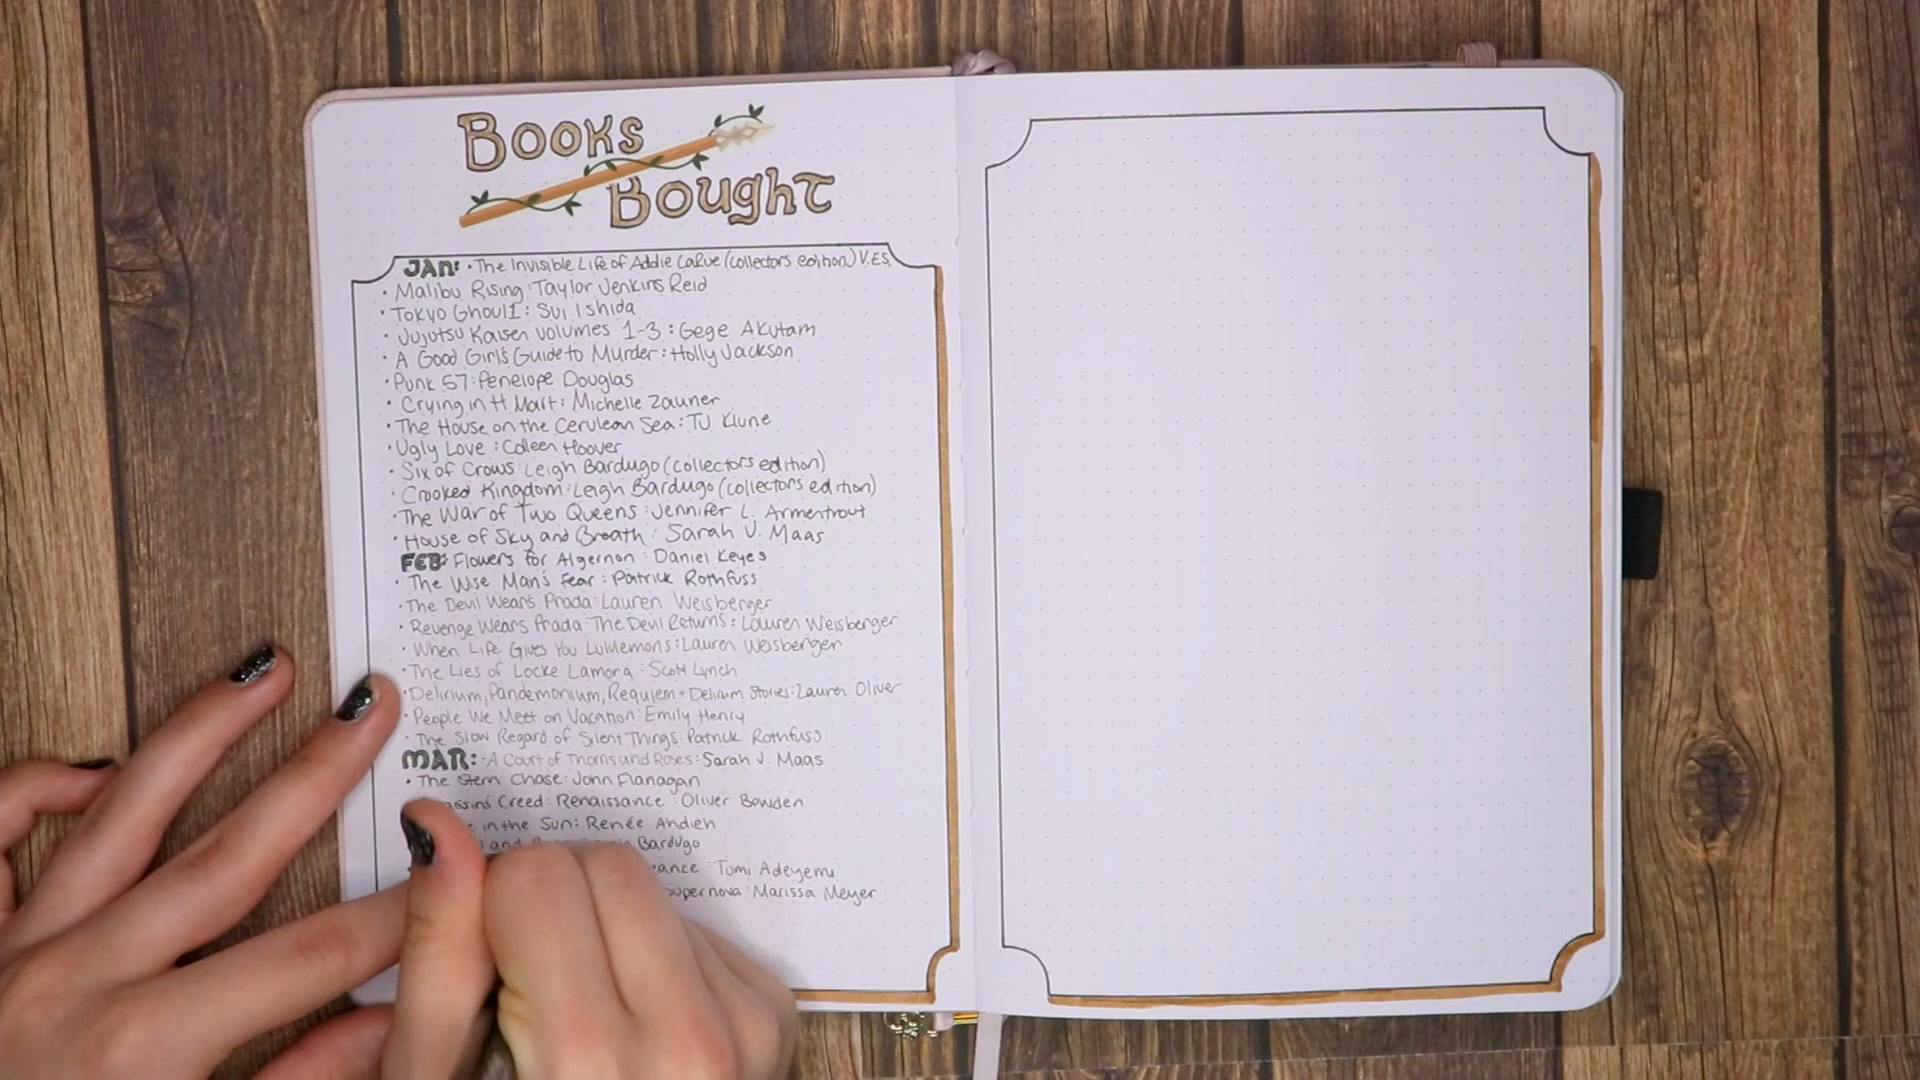 Books
Bought
JAN: • The Invisible Life of Addie LaRue (collectors edition) V.E.S.
• Malibu Rising: Taylor Jenkins Reid
• Tokyo Ghoul 1: Sui Ishida
• Jujutsu Kaisen volumes 1-3: Gege Akutam
• A Good Girl's Guide to Murder: Holly Jackson
• Punk 57: Penelope Douglas
• Crying in H Mart: Michelle Zauner
• The House on the Cerulean Sea: TJ Klune
• Ugly Love: Colleen Hoover
• Six of Crows: Leigh Bardugo (collectors edition)
• Crooked Kingdom: Leigh Bardugo (collectors edition)
• The War of Two Queens: Jennifer L. Armentrout
• House of Sky and Breath: Sarah J. Maas
FEB: Flowers for Algernon: Daniel Keyes
• The Wise Man's Fear: Patrick Rothfuss
• The Devil Wears Prada: Lauren Weisberger
• Revenge Wears Prada: The Devil Returns: Lauren Weisberger
• When Life Gives You Lululemons: Lauren Weisberger
• The Lies of Locke Lamora: Scott Lynch
• Delirium, Pandemonium, Requiem + Delirium Stories: Lauren Oliver
• People We Meet on Vacation: Emily Henry
• The Slow Regard of Silent Things: Patrick Rothfuss
MAR: • A Court of Thorns and Roses: Sarah J. Maas
• The Stern Chase: John Flanagan
Creed: Renaissance: Oliver Bowden
in the Sun: Renée Ahdieh
and Bardugo
Tomi Adeyemi
Supernova: Marissa Meyer